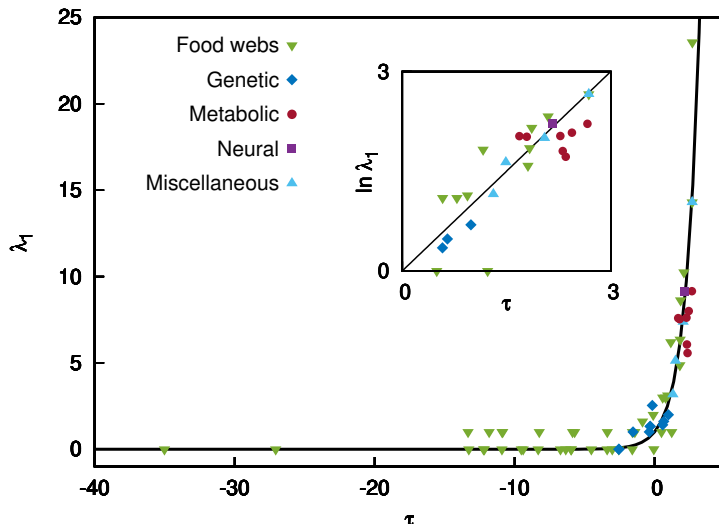 25
20
15
10
5
0
λ1
Food webs
Genetic
Metabolic
Neural
Miscellaneous
3
ln λ1
0
0
τ
3
-40
-30
-20
-10
0
τ